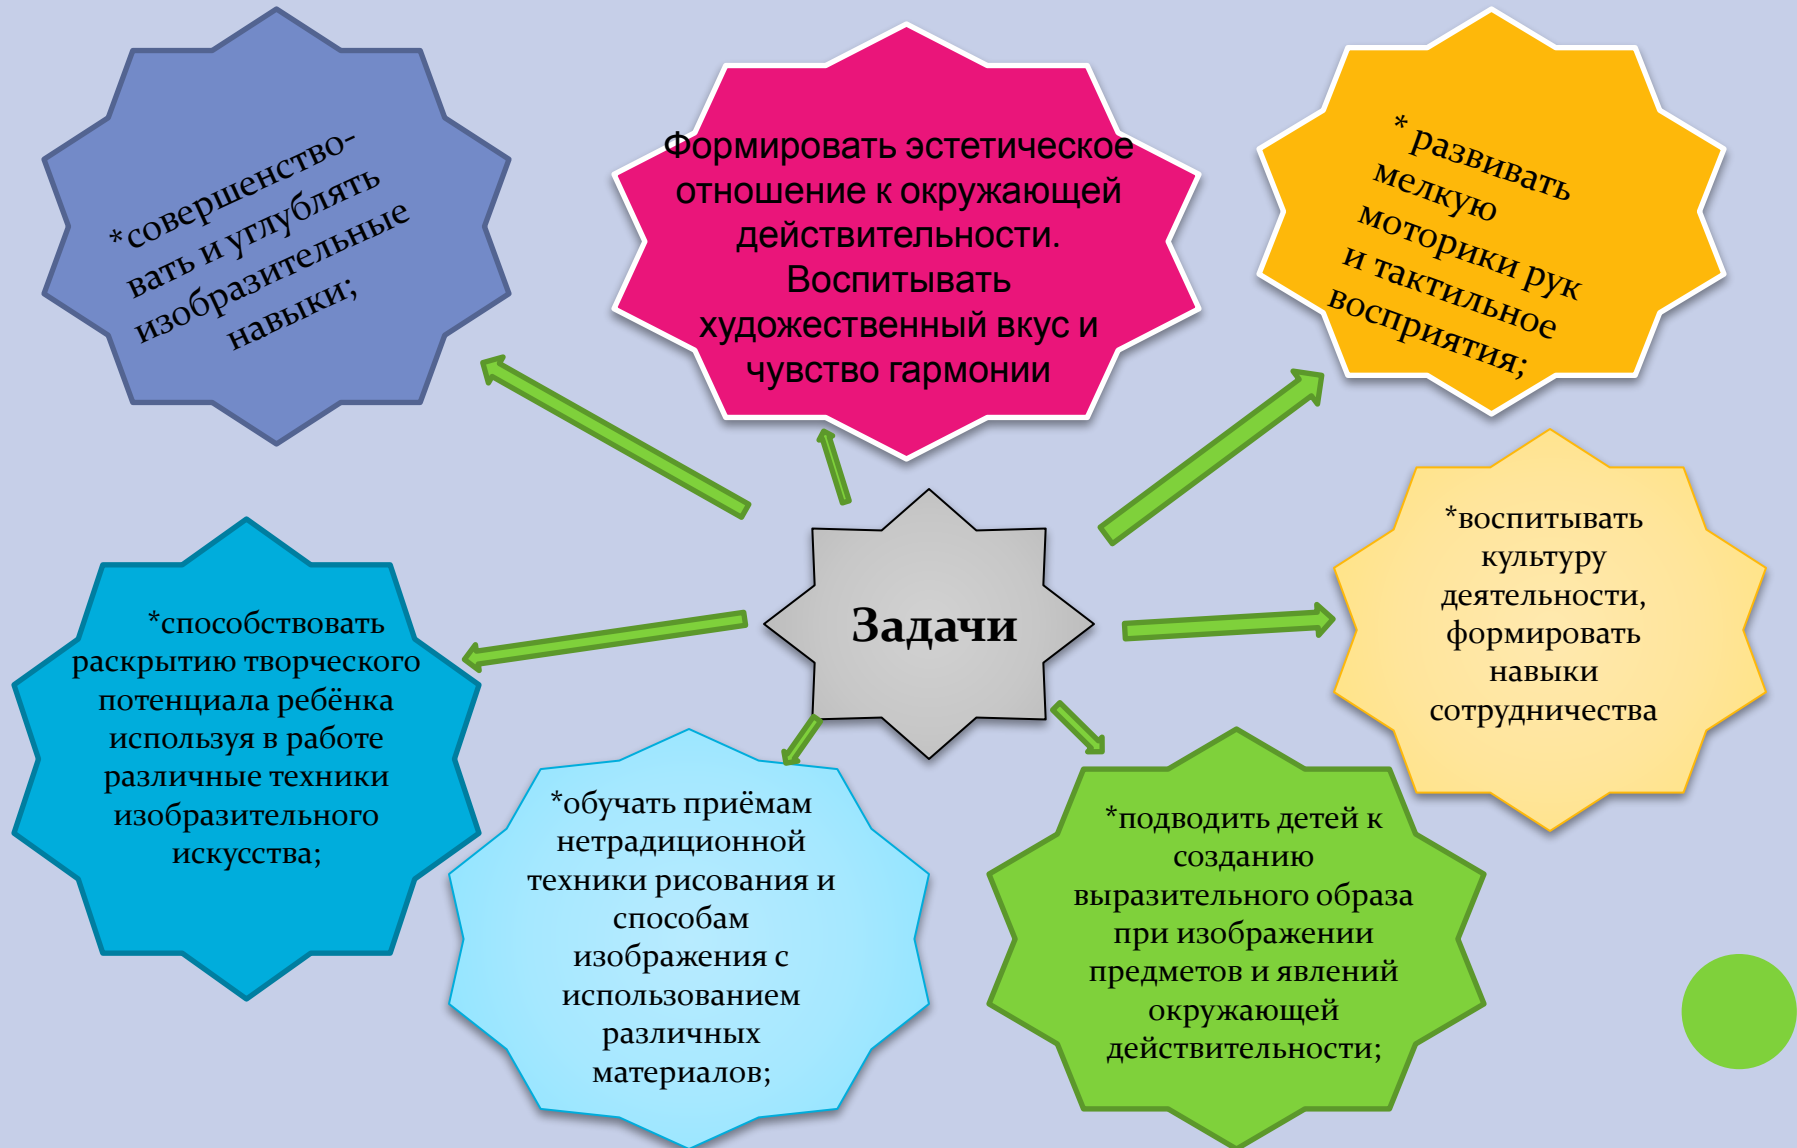 *совершенство-
вать и углублять
изобразительные
навыки;
Формировать эстетическое
отношение к окружающей
действительности.
Воспитывать
художественный вкус и
чувство гармонии
* развивать
мелкую
моторики рук
и тактильное
восприятия;
*воспитывать
культуру
деятельности,
формировать
навыки
сотрудничества
Задачи
*способствовать
раскрытию творческого
потенциала ребёнка
используя в работе
различные техники
изобразительного
искусства;
*обучать приёмам
нетрадиционной
техники рисования и
способам
изображения с
использованием
различных
материалов;
*подводить детей к
созданию
выразительного образа
при изображении
предметов и явлений
окружающей
действительности;